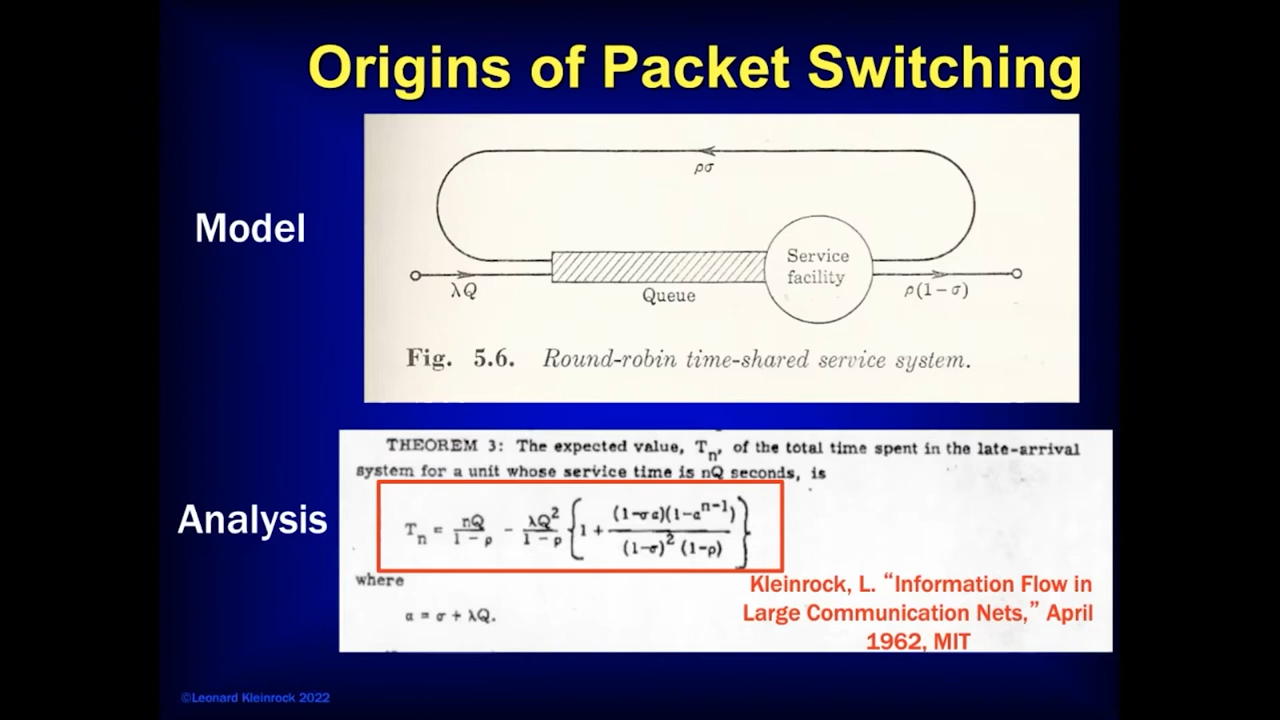 Origins of Packet Switching
Model
ρσ
λQ
Queue
Service
facility
ρ(1-σ)
Fig. 5.6. Round-robin time-shared service system.
Analysis
THEOREM 3: The expected value, Tn, of the total time spent in the late-arrival
system for a unit whose service time is nQ seconds, is
Tn = nQ/(1-ρ) - λQ²/(1-ρ) {1 + (1-σα)(1-α^(n-1))/((1-σ)²(1-ρ))}
where
α = σ + λQ.
Kleinrock, L. “Information Flow in
Large Communication Nets,” April
1962, MIT
©Leonard Kleinrock 2022